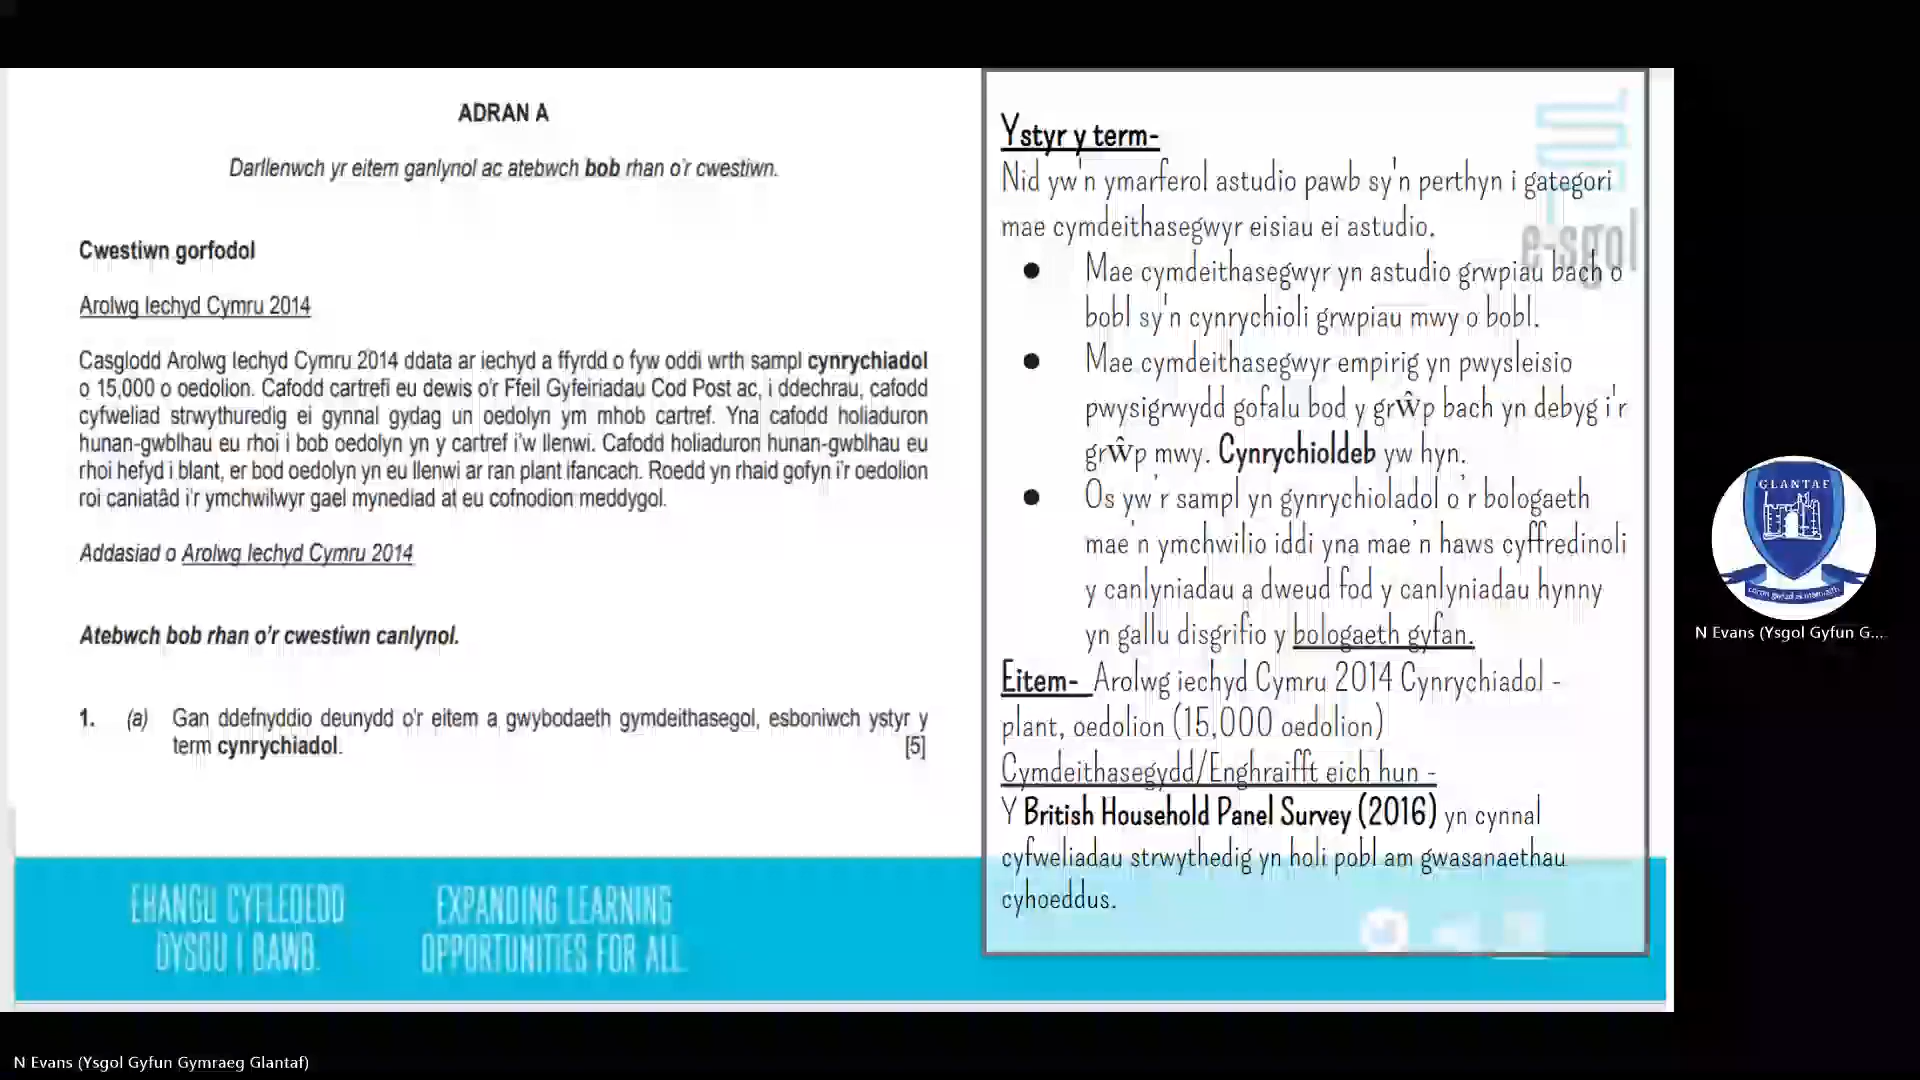 ADRAN A
Darllenwch yr eitem ganlynol ac atebwch bob rhan o'r cwestiwn.
Cwestiwn gorfodol
Arolwg Iechyd Cymru 2014
Casglodd Arolwg Iechyd Cymru 2014 ddata ar iechyd a ffyrdd o fyw oddi wrth sampl cynrychiadol
o 15,000 o oedolion. Cafodd cartrefi eu dewis o'r Ffeil Gyfeiriadau Cod Post ac, i ddechrau, cafodd
cyfweliad strwythuredig ei gynnal gydag un oedolyn ym mhob cartref. Yna cafodd holiaduron
hunan-gwblhau eu rhoi i bob oedolyn yn y cartref i'w llenwi. Cafodd holiaduron hunan-gwblhau eu
rhoi hefyd i blant, er bod oedolyn yn eu llenwi ar ran plant ifancach. Roedd yn rhaid gofyn i'r oedolion
roi caniatâd i'r ymchwilwyr gael mynediad at eu cofnodion meddygol.
Addasiad o Arolwg Iechyd Cymru 2014
Atebwch bob rhan o'r cwestiwn canlynol.
1. (a) Gan ddefnyddio deunydd o'r eitem a gwybodaeth gymdeithasegol, esboniwch ystyr y
term cynrychiadol. [5]
EHANGU CYFLEOEDD
DYSGU I BAWB.
EXPANDING LEARNING
OPPORTUNITIES FOR ALL
Ystyr y term-
Nid yw'n ymarferol astudio pawb sy'n perthyn i gategori
mae cymdeithasegwyr eisiau ei astudio.
● Mae cymdeithasegwyr yn astudio grwpiau bach o
bobl sy'n cynrychioli grwpiau mwy o bobl.
● Mae cymdeithasegwyr empirig yn pwysleisio
pwysigrwydd gofalu bod y grŵp bach yn debyg i'r
grŵp mwy. Cynrychioldeb yw hyn.
● Os yw'r sampl yn gynrychioladol o'r bologaeth
mae'n ymchwilio iddi yna mae'n haws cyffredinoli
y canlyniadau a dweud fod y canlyniadau hynny
yn gallu disgrifio y bologaeth gyfan.
Eitem- Arolwg iechyd Cymru 2014 Cynrychiadol -
plant, oedolion (15,000 oedolion)
Cymdeithasegydd/Enghraifft eich hun -
Y British Household Panel Survey (2016) yn cynnal
cyfweliadau strwythedig yn holi pobl am gwasanaethau
cyhoeddus.
e-sgol
GLANTAF
N Evans (Ysgol Gyfun G...
N Evans (Ysgol Gyfun Gymraeg Glantaf)